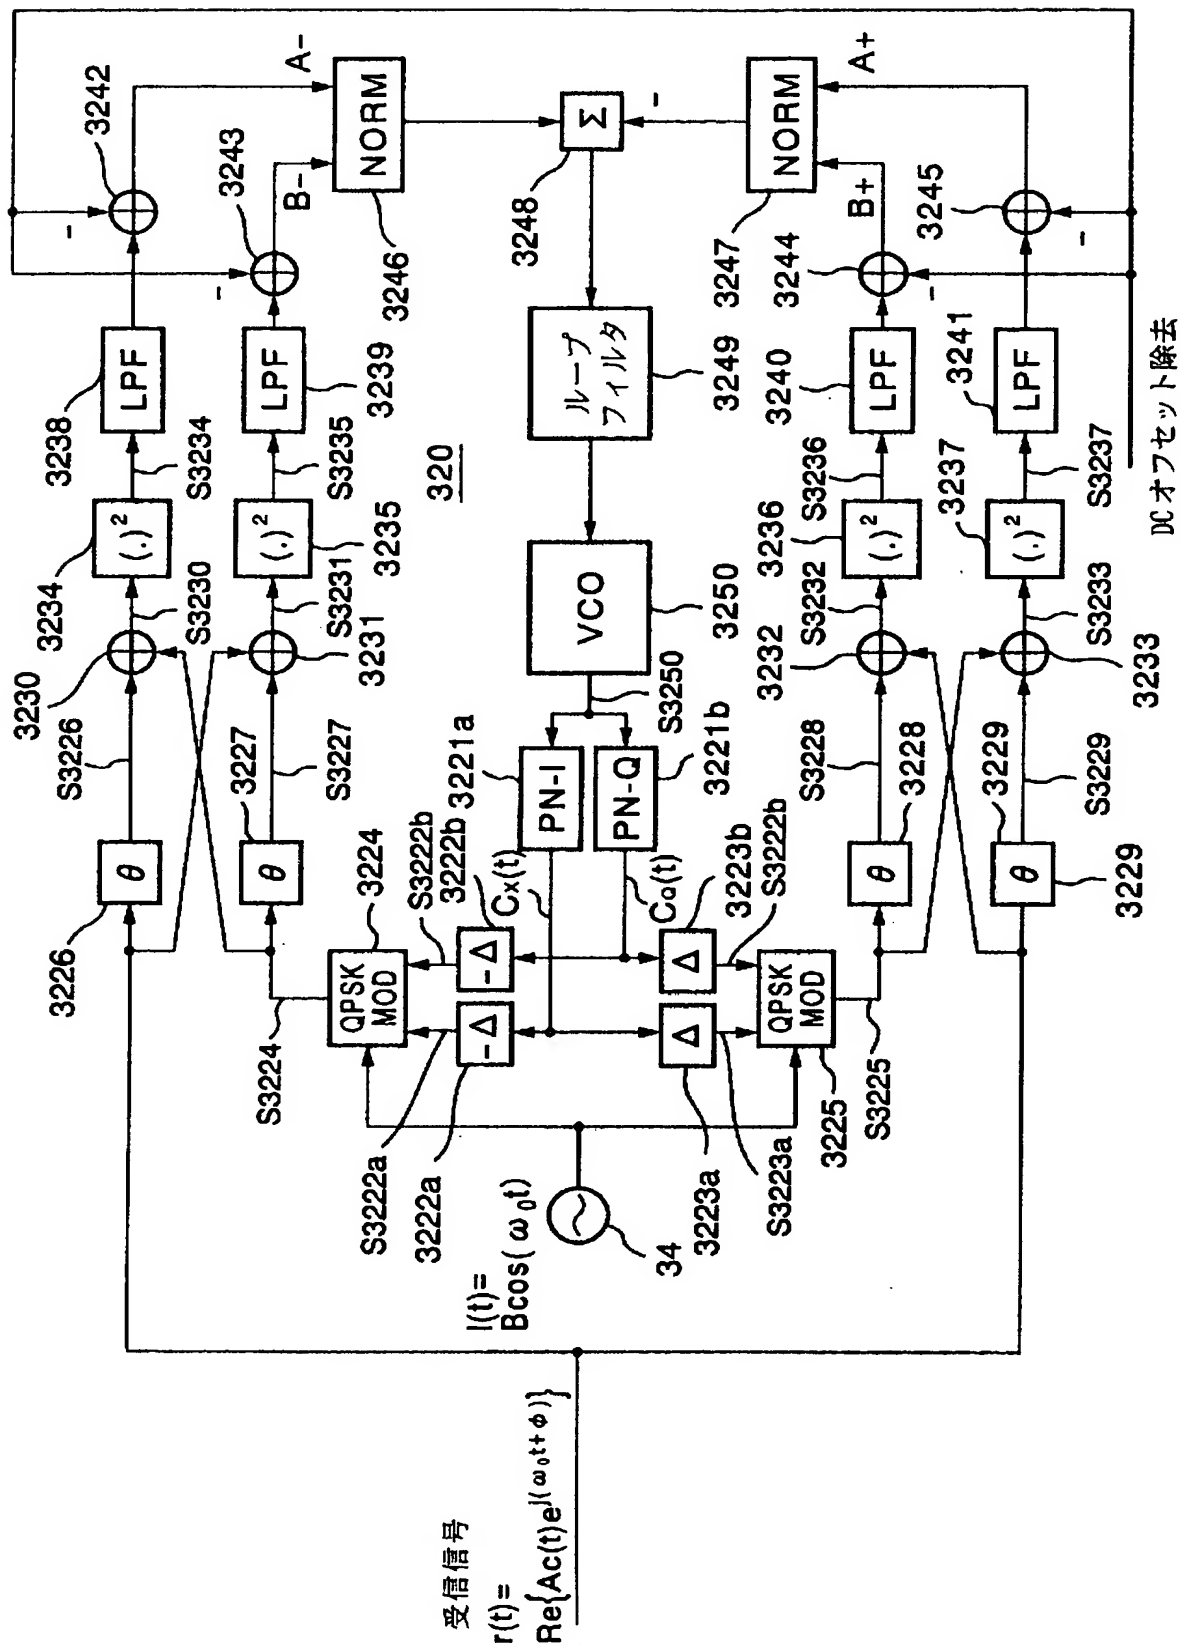 受信信号
r(t)=
Re{Ac(t)e^j(ω₀t+φ)}
l(t)=
Bcos(ω₀t)
34
3226
θ
S3226
3230
S3230
3234
(.)²
S3234
3238
LPF
3242
-
A-
θ
3227
S3227
3231
S3231
(.)²
3235
S3235
LPF
3239
3243
-
B-
NORM
3246
S3224
QPSK
MOD
3224
S3222a
3222a
-Δ
S3222b
3222b
-Δ
Cx(t)
PN-I
3221a
320
Σ
3248
-
ループ
フィルタ
3249
VCO
3250
S3250
PN-Q
3221b
CQ(t)
Δ
3223a
S3223a
Δ
3223b
S3222b
QPSK
MOD
3225
S3225
θ
3228
S3228
3232
S3232
(.)²
3236
S3236
LPF
3240
3244
-
B+
NORM
3247
A+
θ
3229
3229
S3229
3233
S3233
(.)²
3237
S3237
LPF
3241
3245
-
DCオフセット除去